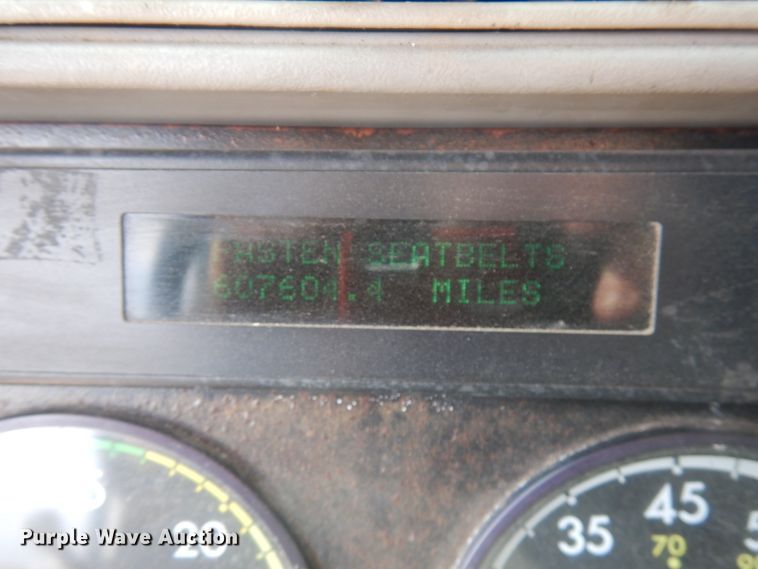 FASTEN SEATBELTS
607604.4 MILES
20
35
45
70
Purple Wave Auction